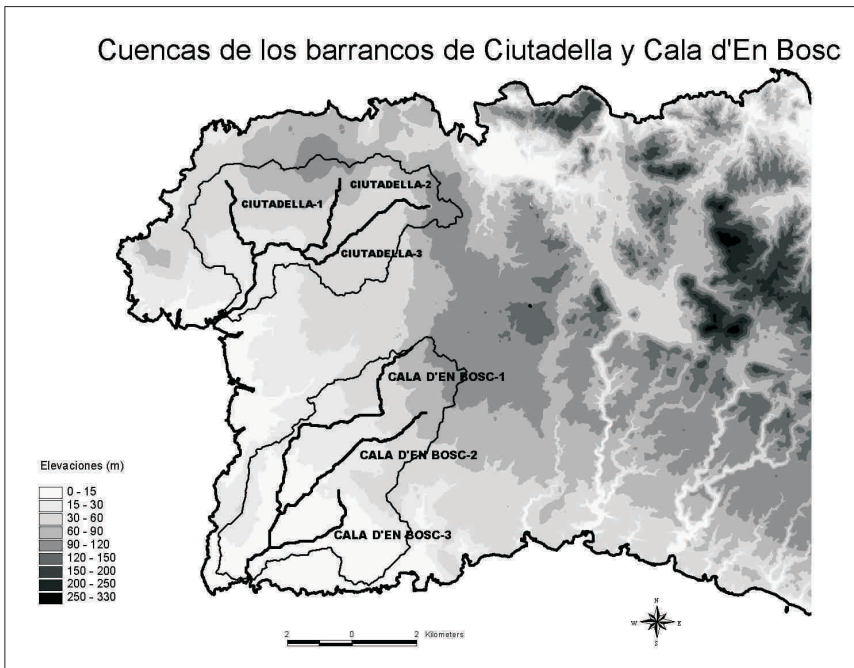 Cuencas de los barrancos de Ciutadella y Cala d'En Bosc
CIUTADELLA-2
CIUTADELLA-1
CIUTADELLA-3
CALA D'EN BOSC-1
CALA D'EN BOSC-2
CALA D'EN BOSC-3
Elevaciones (m)
0 - 15
15 - 30
30 - 60
60 - 90
90 - 120
120 - 150
150 - 200
200 - 250
250 - 330
2 0 2 Kilometers
N
W E
S